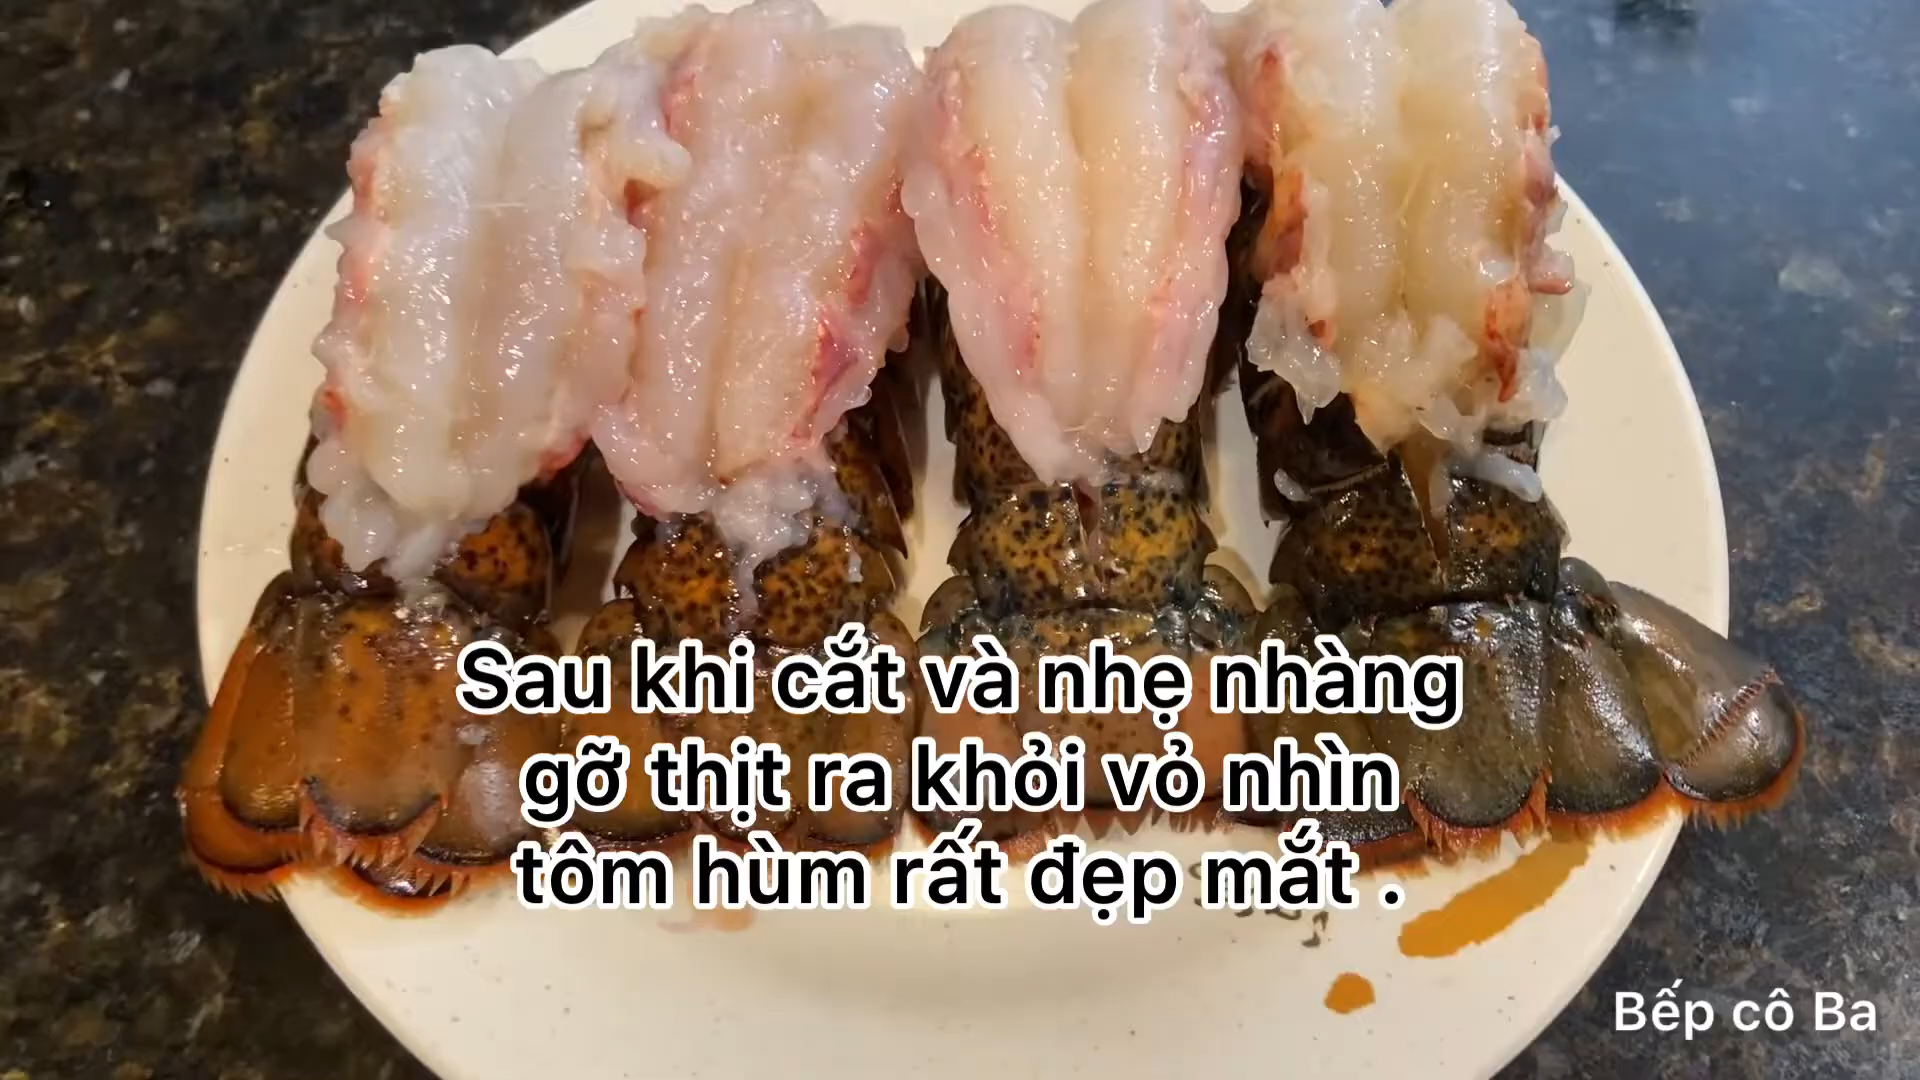 Sau khi cắt và nhẹ nhàng
gỡ thịt ra khỏi vỏ nhìn
tôm hùm rất đẹp mắt .
Bếp cô Ba